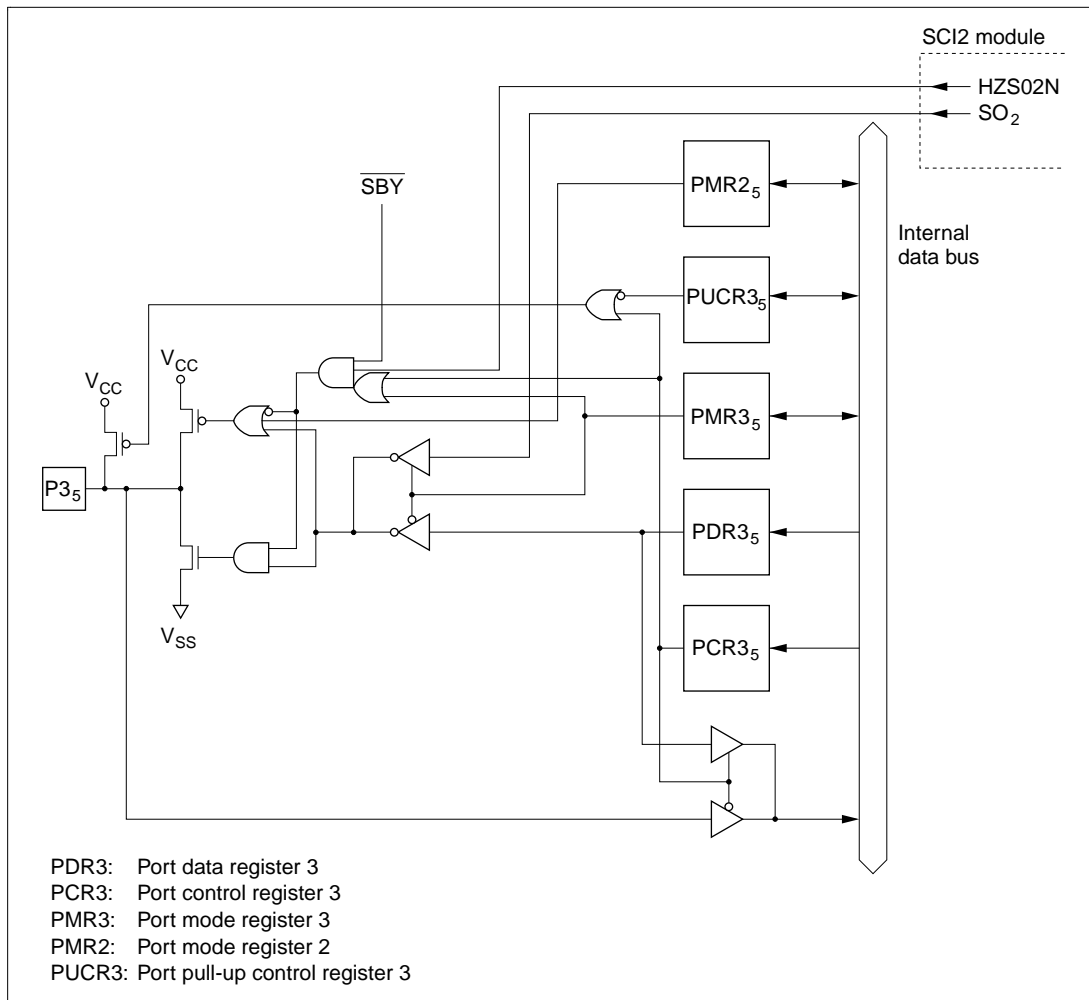 SCI2 module
HZS02N
SO2
SBY
PMR25
Internal
data bus
PUCR35
VCC
VCC
PMR35
P35
PDR35
VSS
PCR35
PDR3: Port data register 3
PCR3: Port control register 3
PMR3: Port mode register 3
PMR2: Port mode register 2
PUCR3: Port pull-up control register 3